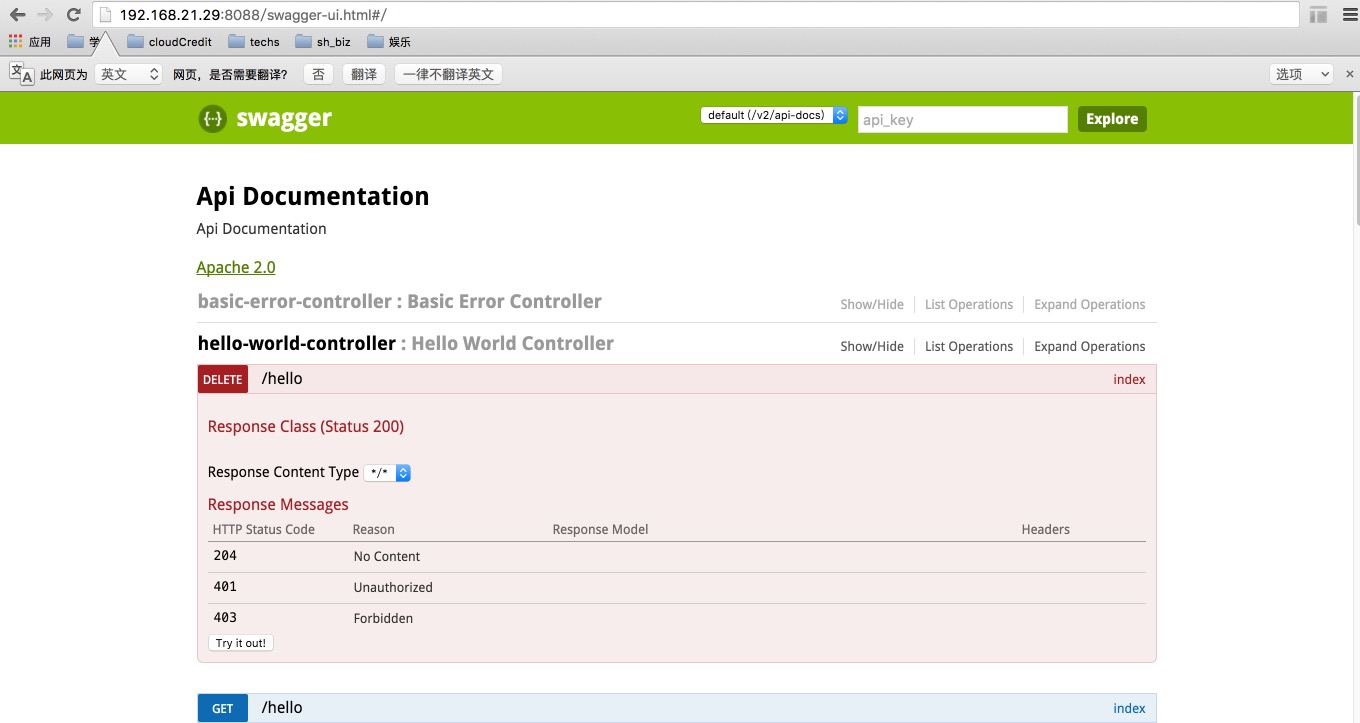 192.168.21.29:8088/swagger-ui.html#/
应用 学 cloudCredit techs sh_biz 娱乐
文 A 此网页为 英文 网页，是否需要翻译? 否 翻译 一律不翻译英文 选项 ×
{···} swagger default (/v2/api-docs) api_key Explore
Api Documentation
Api Documentation
Apache 2.0
basic-error-controller : Basic Error Controller Show/Hide List Operations Expand Operations
hello-world-controller : Hello World Controller Show/Hide List Operations Expand Operations
DELETE /hello index
Response Class (Status 200)
Response Content Type */*
Response Messages
HTTP Status Code Reason Response Model Headers
204 No Content
401 Unauthorized
403 Forbidden
Try it out!
GET /hello index